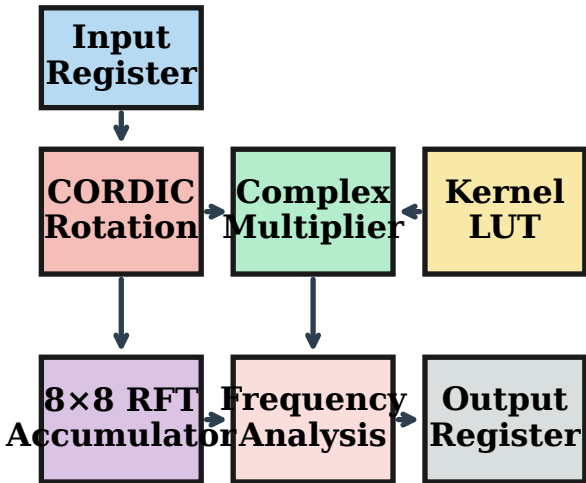 Input
Register
CORDIC
Rotation
Complex
Multiplier
Kernel
LUT
8×8 RFT
Accumulator
Frequency
Analysis
Output
Register